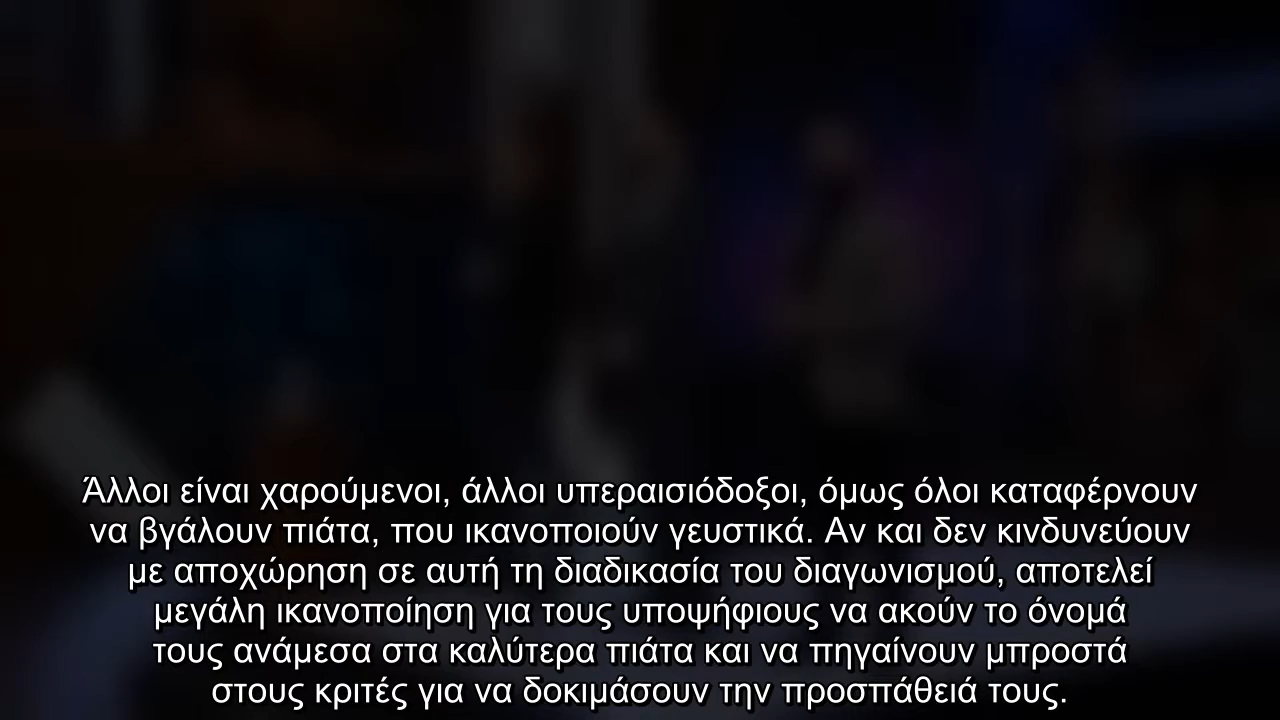 Άλλοι είναι χαρούμενοι, άλλοι υπεραισιόδοξοι, όμως όλοι καταφέρνουν
να βγάλουν πιάτα, που ικανοποιούν γευστικά. Αν και δεν κινδυνεύουν
με αποχώρηση σε αυτή τη διαδικασία του διαγωνισμού, αποτελεί
μεγάλη ικανοποίηση για τους υποψήφιους να ακούν το όνομά
τους ανάμεσα στα καλύτερα πιάτα και να πηγαίνουν μπροστά
στους κριτές για να δοκιμάσουν την προσπάθειά τους.